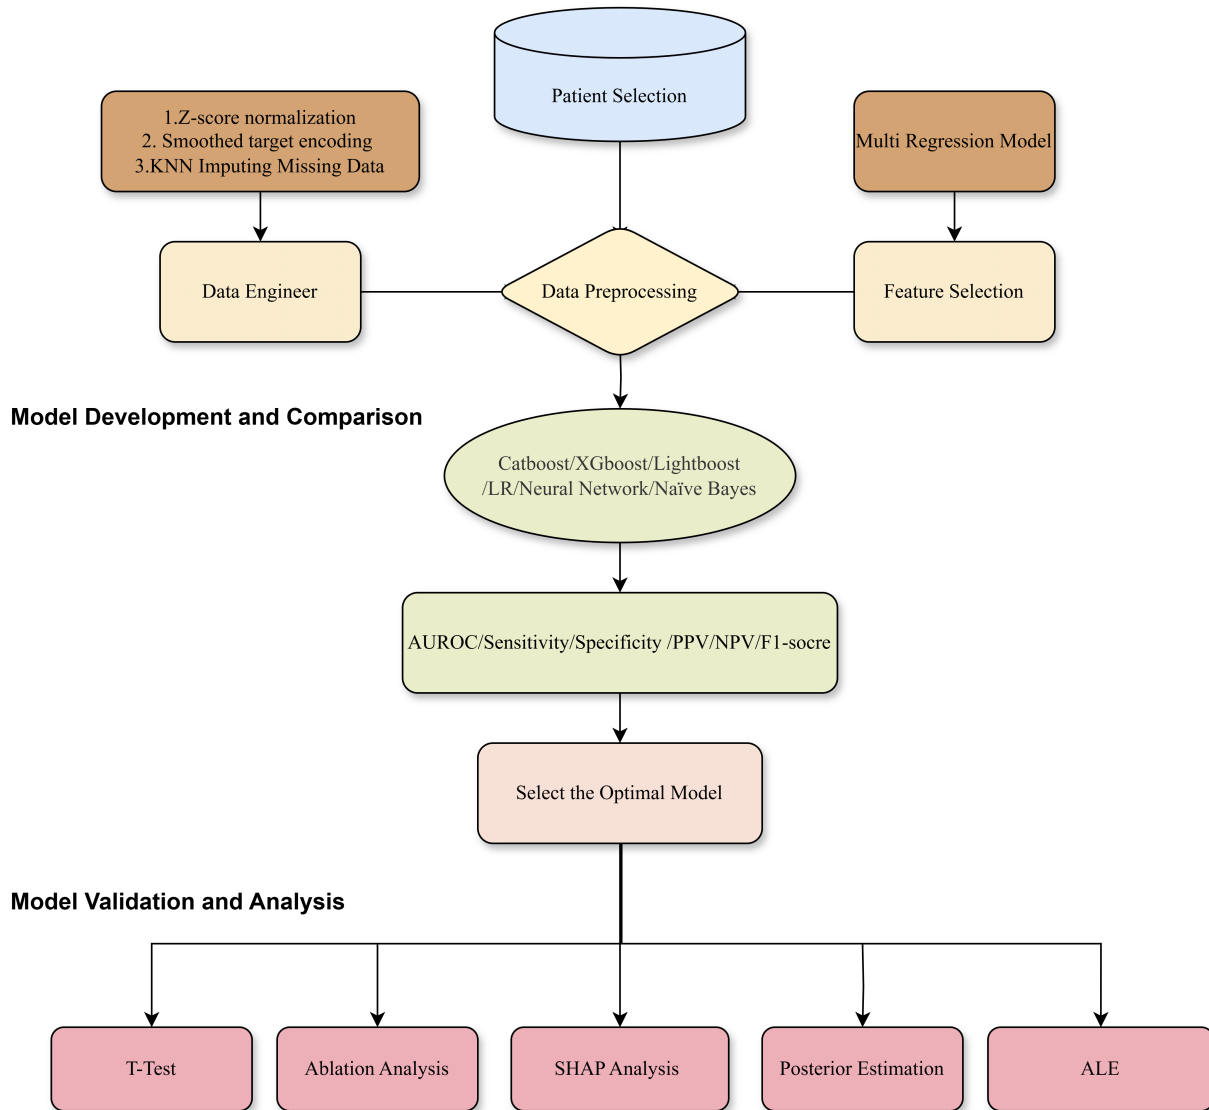 Patient Selection
1.Z-score normalization
2. Smoothed target encoding
3.KNN Imputing Missing Data
Multi Regression Model
Data Engineer
Data Preprocessing
Feature Selection
Model Development and Comparison
Catboost/XGboost/Lightboost
/LR/Neural Network/Naïve Bayes
AUROC/Sensitivity/Specificity /PPV/NPV/F1-socre
Select the Optimal Model
Model Validation and Analysis
T-Test
Ablation Analysis
SHAP Analysis
Posterior Estimation
ALE